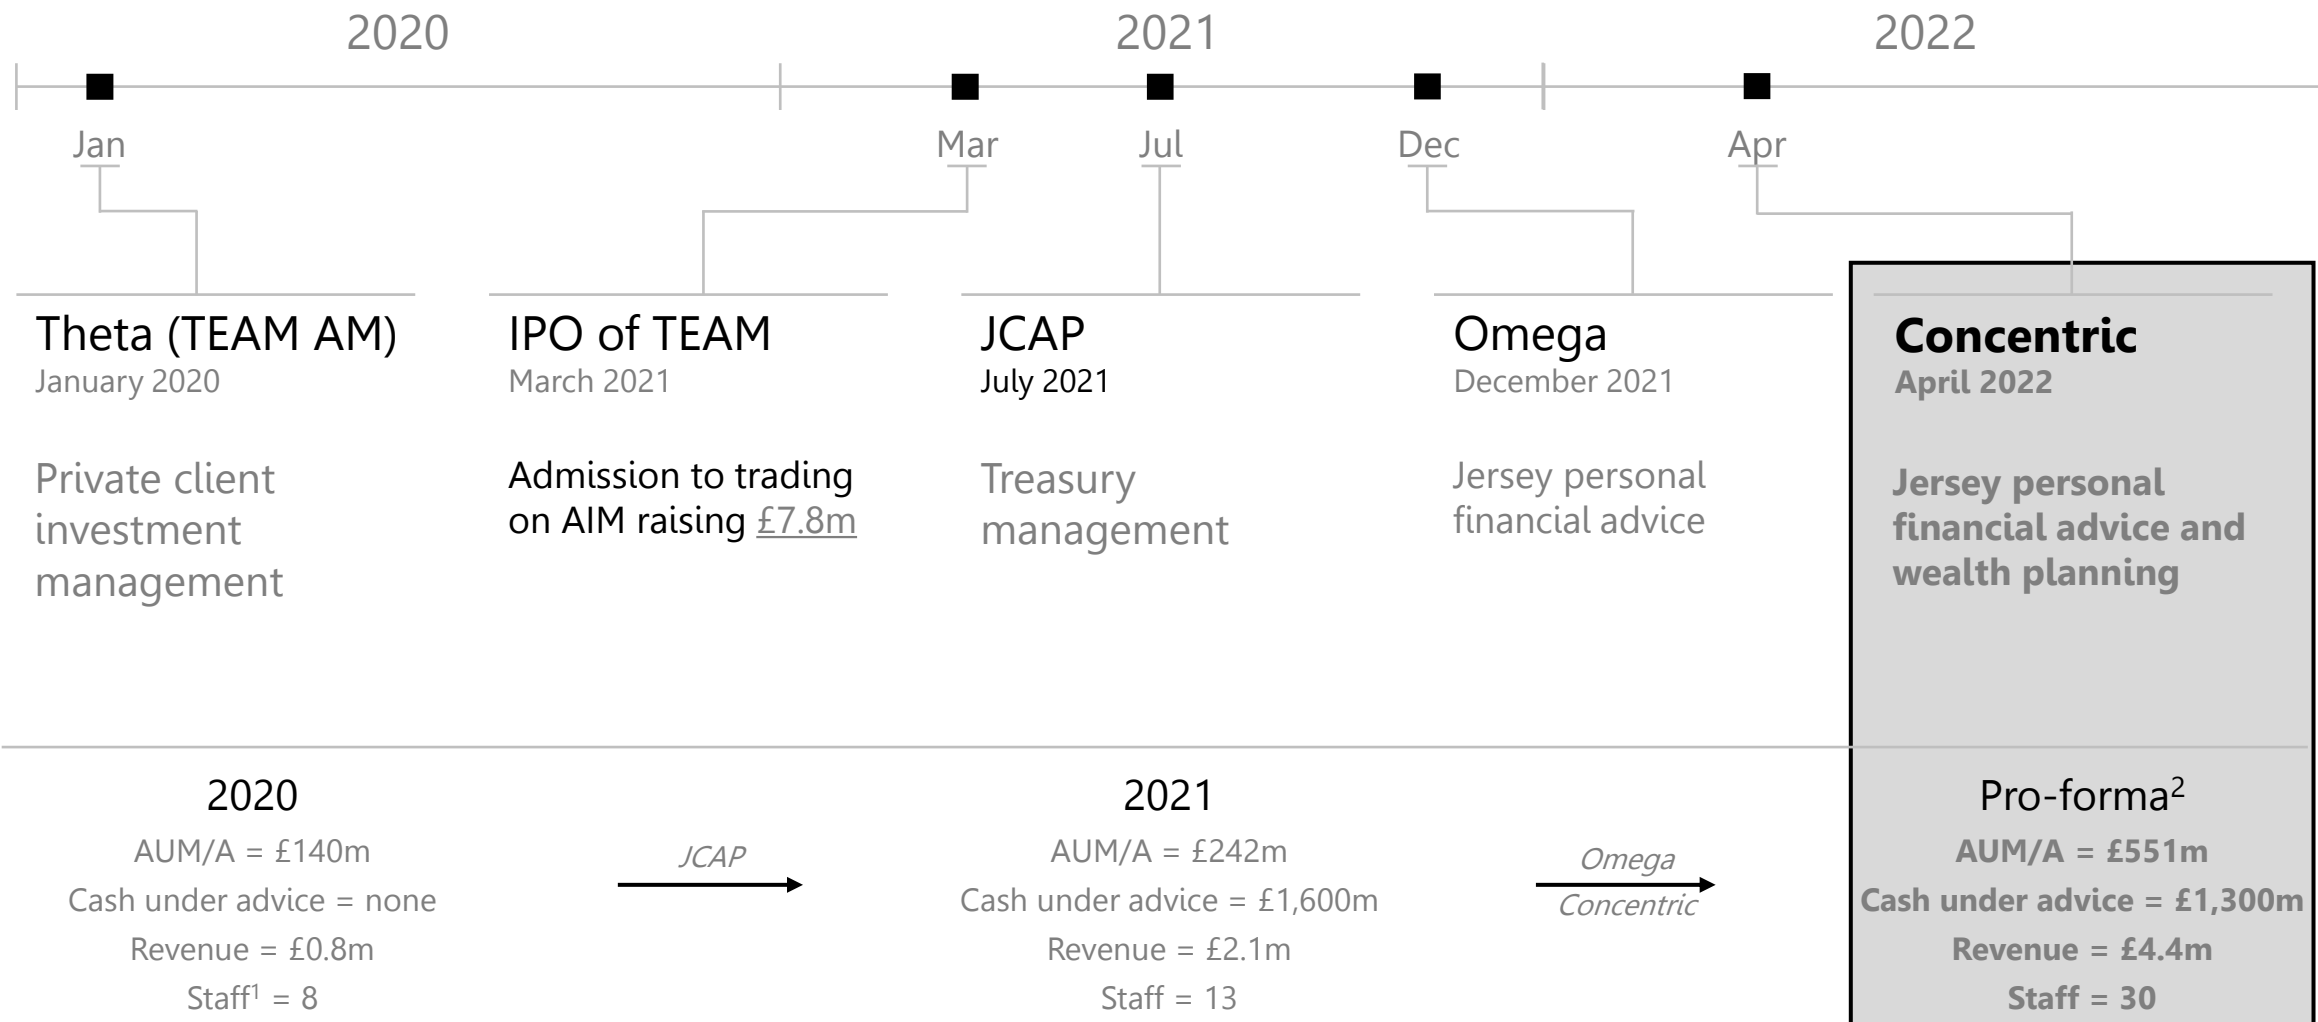 2020
2021
2022
Jan
Mar
Jul
Dec
Apr
Theta (TEAM AM)
January 2020
Private client
investment
management
IPO of TEAM
March 2021
Admission to trading
on AIM raising £7.8m
JCAP
July 2021
Treasury
management
Omega
December 2021
Jersey personal
financial advice
Concentric
April 2022
Jersey personal
financial advice and
wealth planning
2020
AUM/A = £140m
Cash under advice = none
Revenue = £0.8m
Staff¹ = 8
JCAP
2021
AUM/A = £242m
Cash under advice = £1,600m
Revenue = £2.1m
Staff = 13
Omega
Concentric
Pro-forma²
AUM/A = £551m
Cash under advice = £1,300m
Revenue = £4.4m
Staff = 30